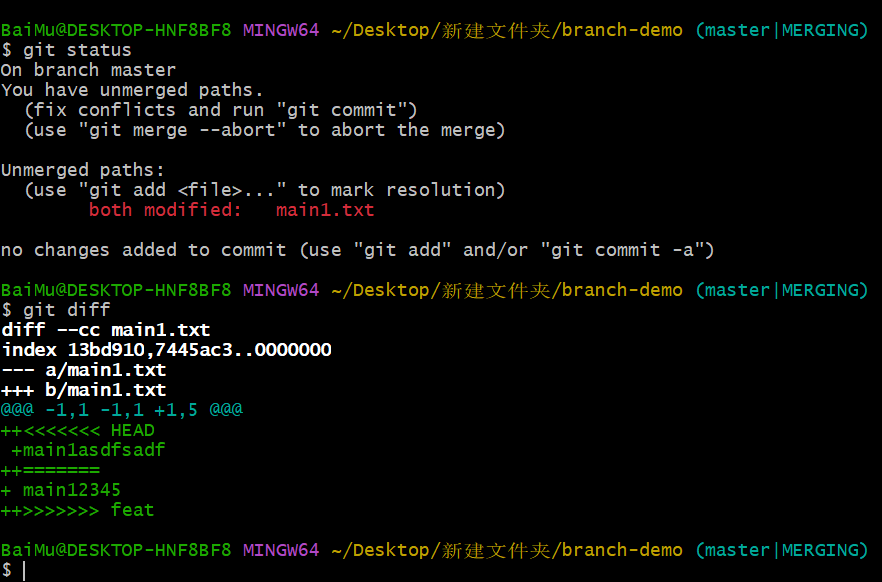 BaiMu@DESKTOP-HNF8BF8 MINGW64 ~/Desktop/新建文件夹/branch-demo (master|MERGING)
$ git status
On branch master
You have unmerged paths.
  (fix conflicts and run "git commit")
  (use "git merge --abort" to abort the merge)

Unmerged paths:
  (use "git add <file>..." to mark resolution)
        both modified:   main1.txt

no changes added to commit (use "git add" and/or "git commit -a")

BaiMu@DESKTOP-HNF8BF8 MINGW64 ~/Desktop/新建文件夹/branch-demo (master|MERGING)
$ git diff
diff --cc main1.txt
index 13bd910,7445ac3..0000000
--- a/main1.txt
+++ b/main1.txt
@@@ -1,1 -1,1 +1,5 @@@
++<<<<<<< HEAD
 +main1asdfsadf
++=======
+ main12345
++>>>>>>> feat

BaiMu@DESKTOP-HNF8BF8 MINGW64 ~/Desktop/新建文件夹/branch-demo (master|MERGING)
$